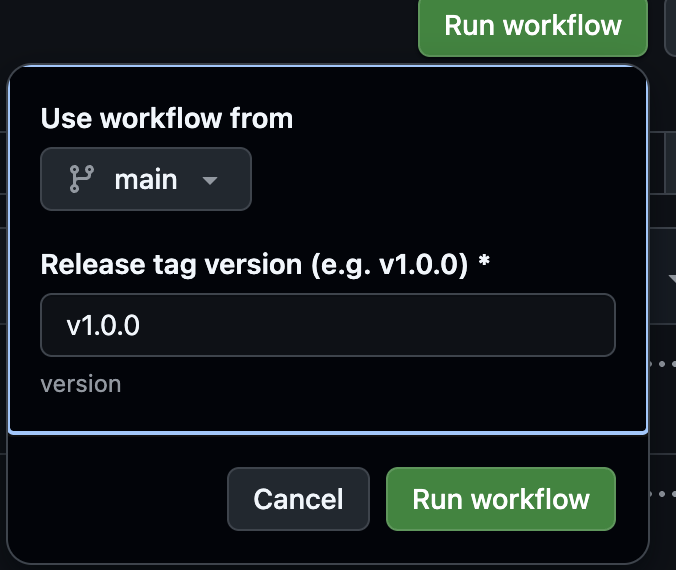 Run workflow
Use workflow from
main
Release tag version (e.g. v1.0.0) *
v1.0.0
version
Cancel
Run workflow